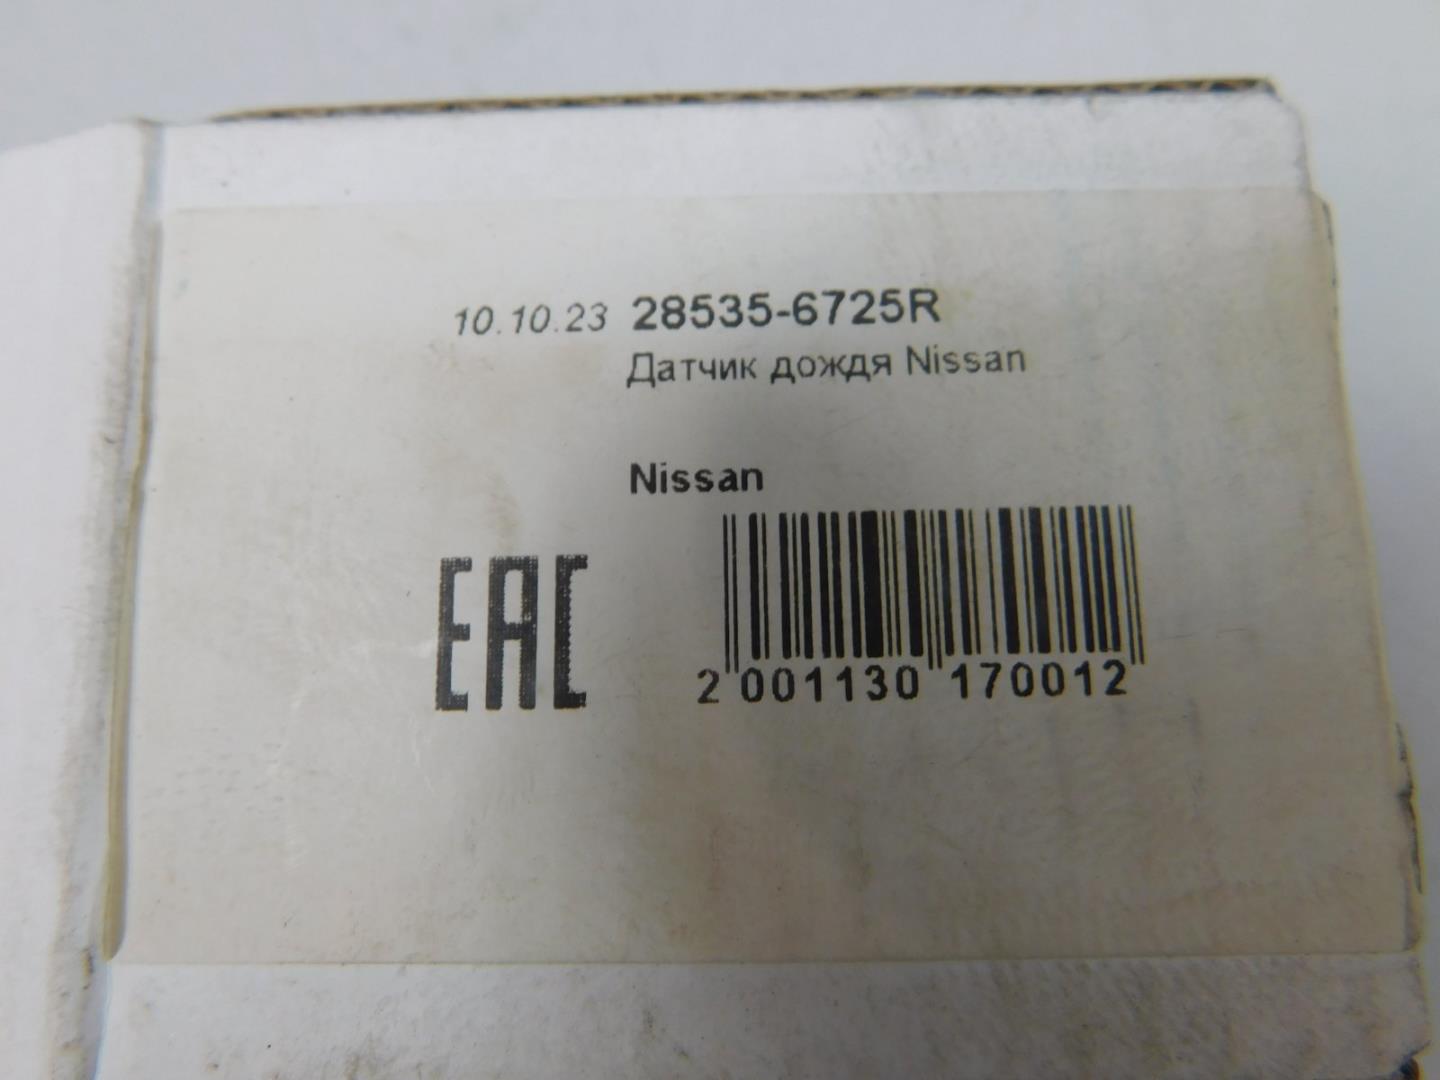 10.10.23 28535-6725R
Датчик дождя Nissan
Nissan
EAC
2 001130 170012